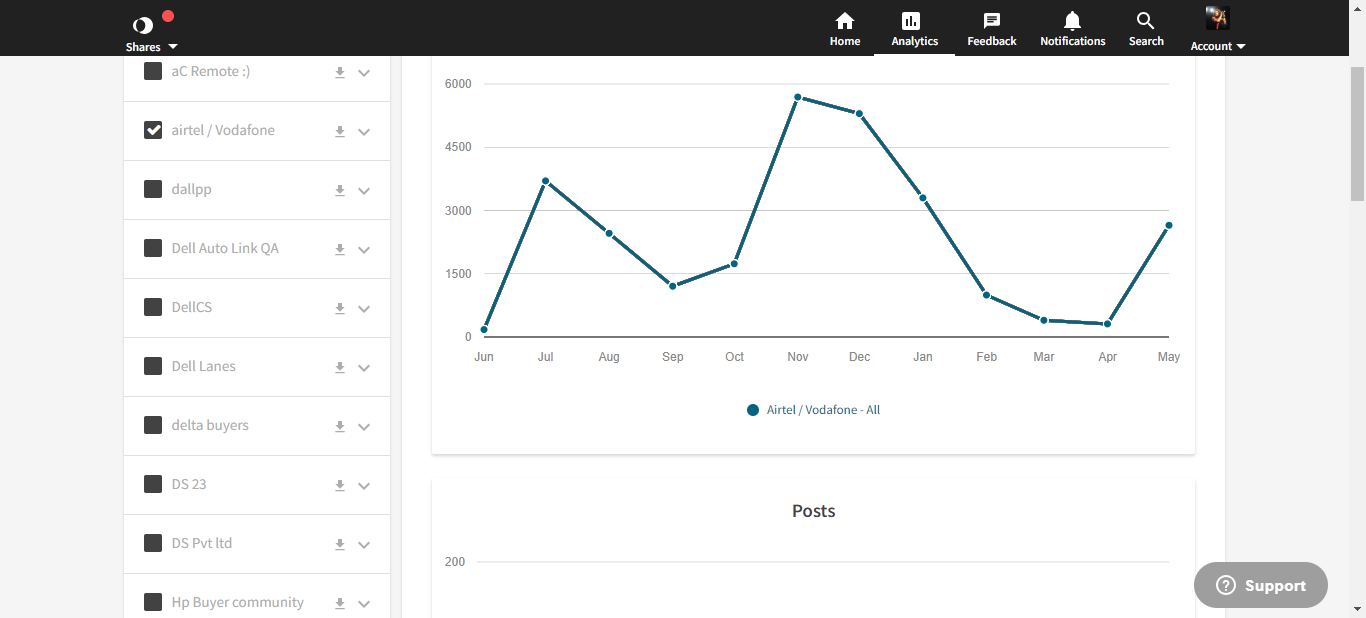 Shares
Home
Analytics
Feedback
Notifications
Search
Account
aC Remote :)
airtel / Vodafone
dallpp
Dell Auto Link QA
DellCS
Dell Lanes
delta buyers
DS 23
DS Pvt ltd
Hp Buyer community
6000
4500
3000
1500
0
Jun Jul Aug Sep Oct Nov Dec Jan Feb Mar Apr May
Airtel / Vodafone - All
Posts
200
? Support